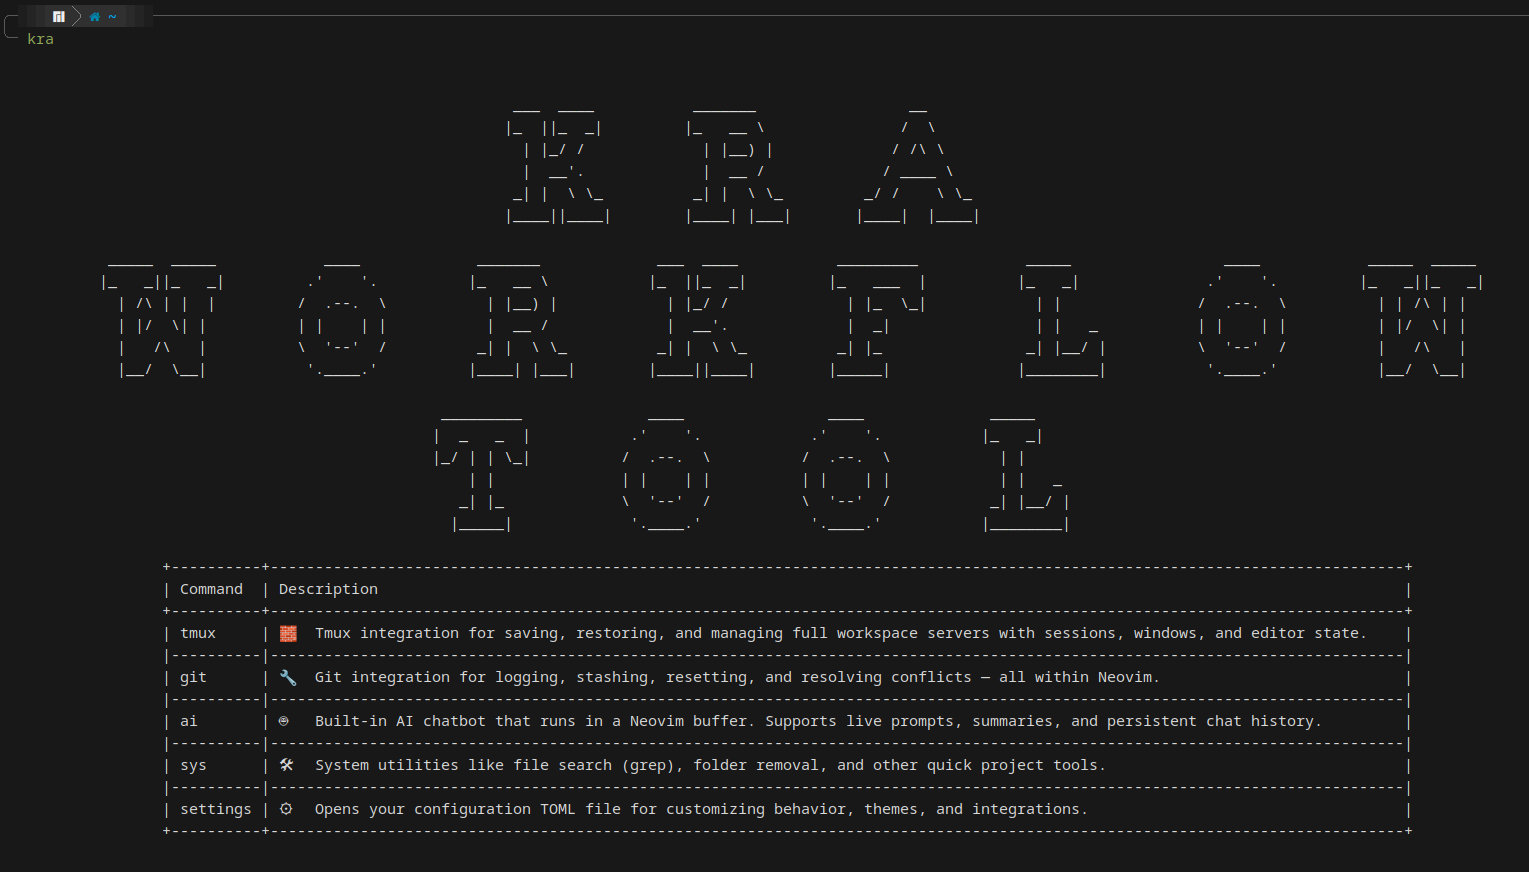 ~
kra
KRA
WORKFLOW
TOOL
Command | Description
tmux | 🧱 Tmux integration for saving, restoring, and managing full workspace servers with sessions, windows, and editor state.
git | 🔧 Git integration for logging, stashing, resetting, and resolving conflicts — all within Neovim.
ai | Built-in AI chatbot that runs in a Neovim buffer. Supports live prompts, summaries, and persistent chat history.
sys | 🛠 System utilities like file search (grep), folder removal, and other quick project tools.
settings | ⚙ Opens your configuration TOML file for customizing behavior, themes, and integrations.